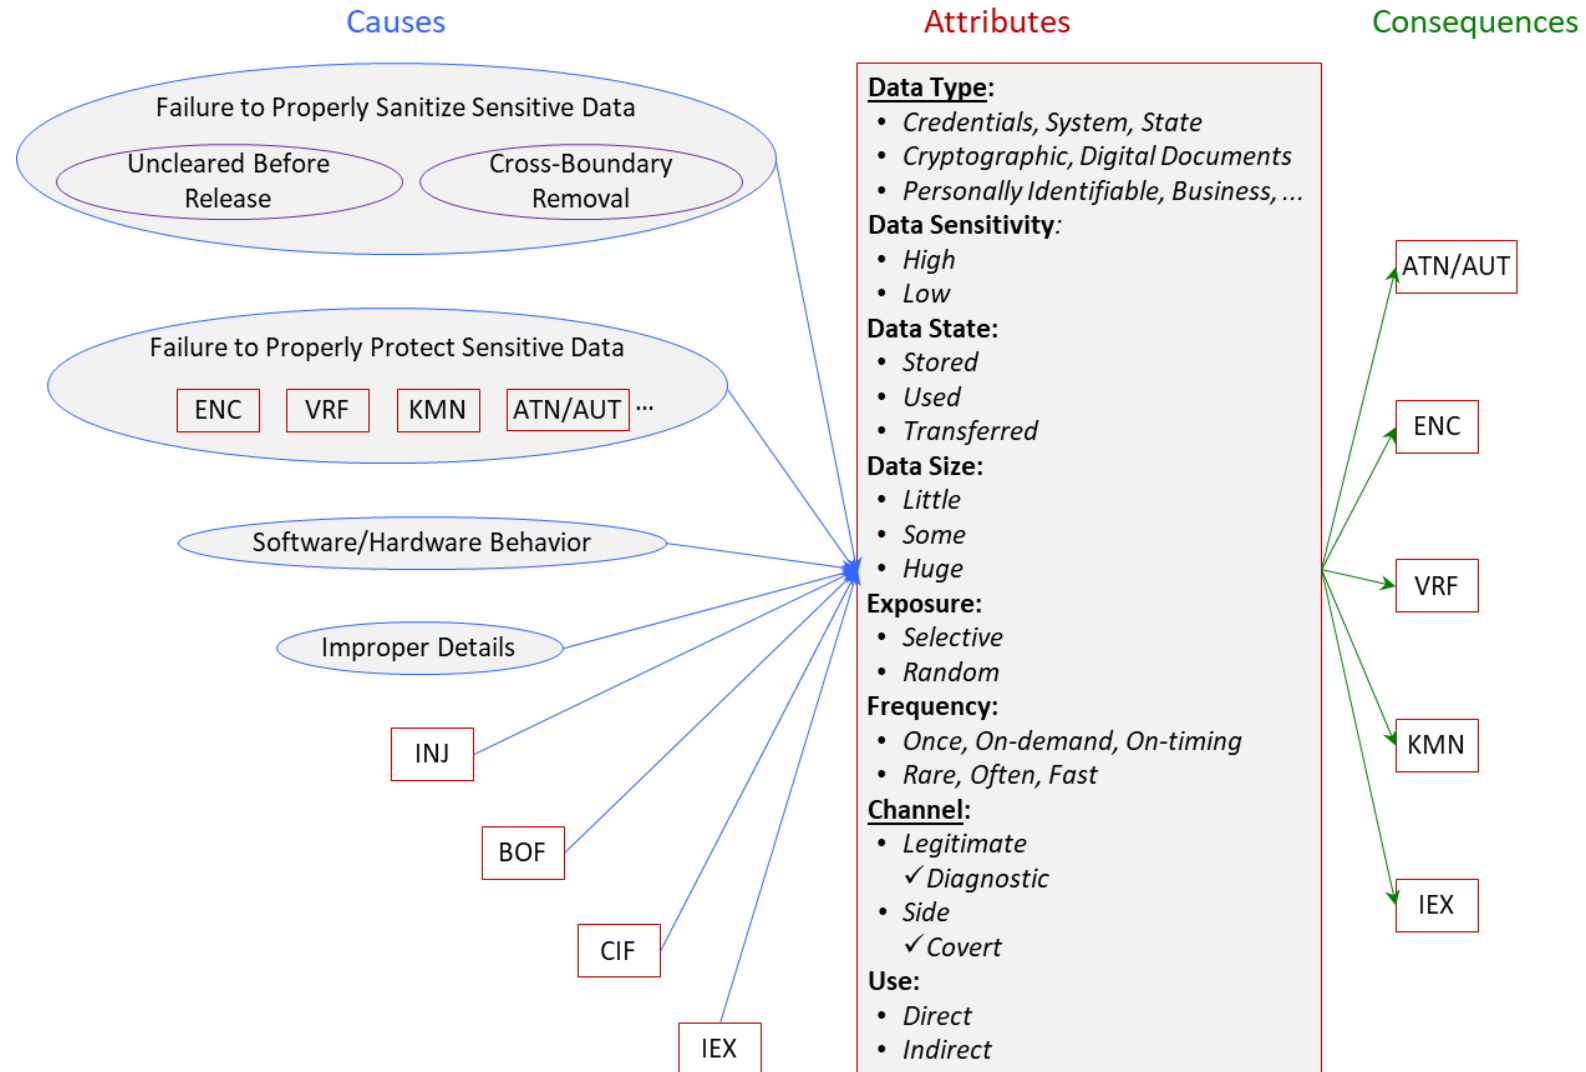 Causes
Attributes
Consequences
Failure to Properly Sanitize Sensitive Data
Uncleared Before
Release
Cross-Boundary
Removal
Failure to Properly Protect Sensitive Data
ENC
VRF
KMN
ATN/AUT
...
Software/Hardware Behavior
Improper Details
INJ
BOF
CIF
IEX
Data Type:
• Credentials, System, State
• Cryptographic, Digital Documents
• Personally Identifiable, Business, ...
Data Sensitivity:
• High
• Low
Data State:
• Stored
• Used
• Transferred
Data Size:
• Little
• Some
• Huge
Exposure:
• Selective
• Random
Frequency:
• Once, On-demand, On-timing
• Rare, Often, Fast
Channel:
• Legitimate
✓ Diagnostic
• Side
✓ Covert
Use:
• Direct
• Indirect
ATN/AUT
ENC
VRF
KMN
IEX